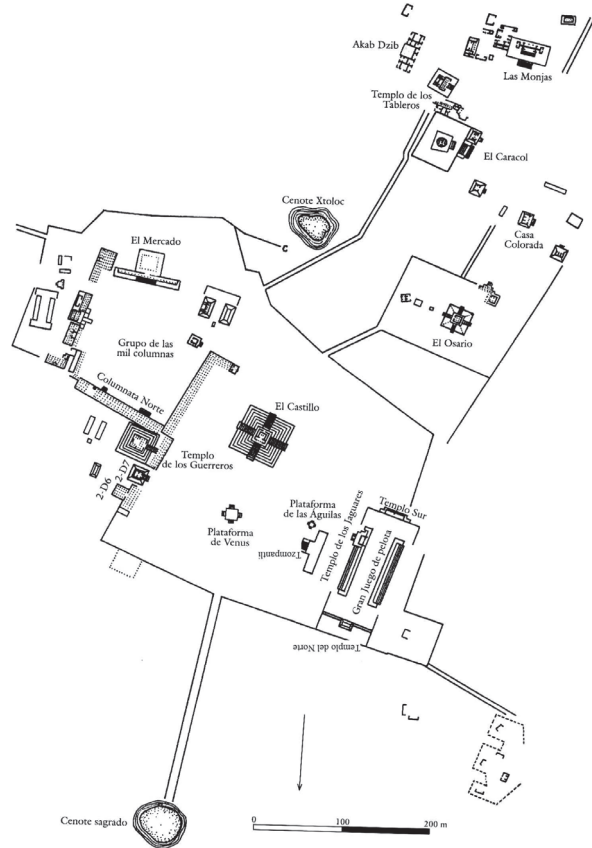 Akab Dzib
Las Monjas
Templo de los
Tableros
El Caracol
Cenote Xtoloc
El Mercado
Casa
Colorada
El Osario
Grupo de las
mil columnas
Columnata Norte
El Castillo
Templo
de los Guerreros
2-D7
2-D6
Plataforma
de Venus
Plataforma
de las Águilas
Tzompantli
Templo de los Jaguares
Templo Sur
Gran Juego de pelota
Templo del Norte
Cenote sagrado
0 100 200 m